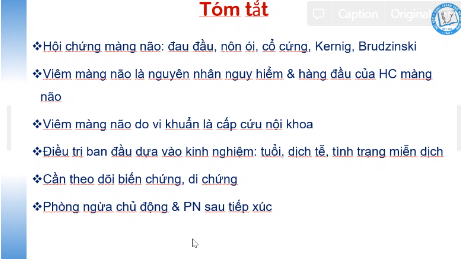 Tóm tắt
Caption Original
❖Hội chứng màng não: đau đầu, nôn ói, cổ cứng, Kernig, Brudzinski
❖Viêm màng não là nguyên nhân nguy hiểm & hàng đầu của HC màng
não
❖Viêm màng não do vi khuẩn là cấp cứu nội khoa
❖Điều trị ban đầu dựa vào kinh nghiệm: tuổi, dịch tễ, tình trạng miễn dịch
❖Cần theo dõi biến chứng, di chứng
❖Phòng ngừa chủ động & PN sau tiếp xúc